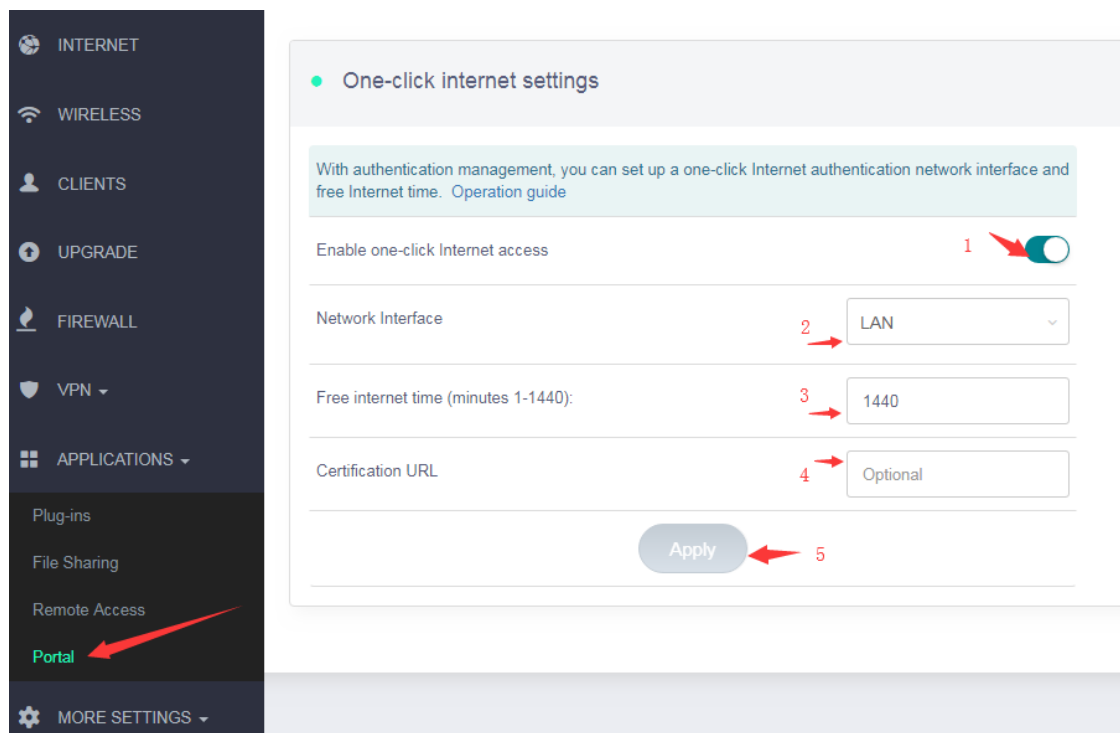 INTERNET
WIRELESS
CLIENTS
UPGRADE
FIREWALL
VPN
APPLICATIONS
Plug-ins
File Sharing
Remote Access
Portal
MORE SETTINGS
One-click internet settings
With authentication management, you can set up a one-click Internet authentication network interface and
free Internet time. Operation guide
Enable one-click Internet access
1
Network Interface
2
LAN
Free internet time (minutes 1-1440):
3
1440
Certification URL
4
Optional
Apply
5